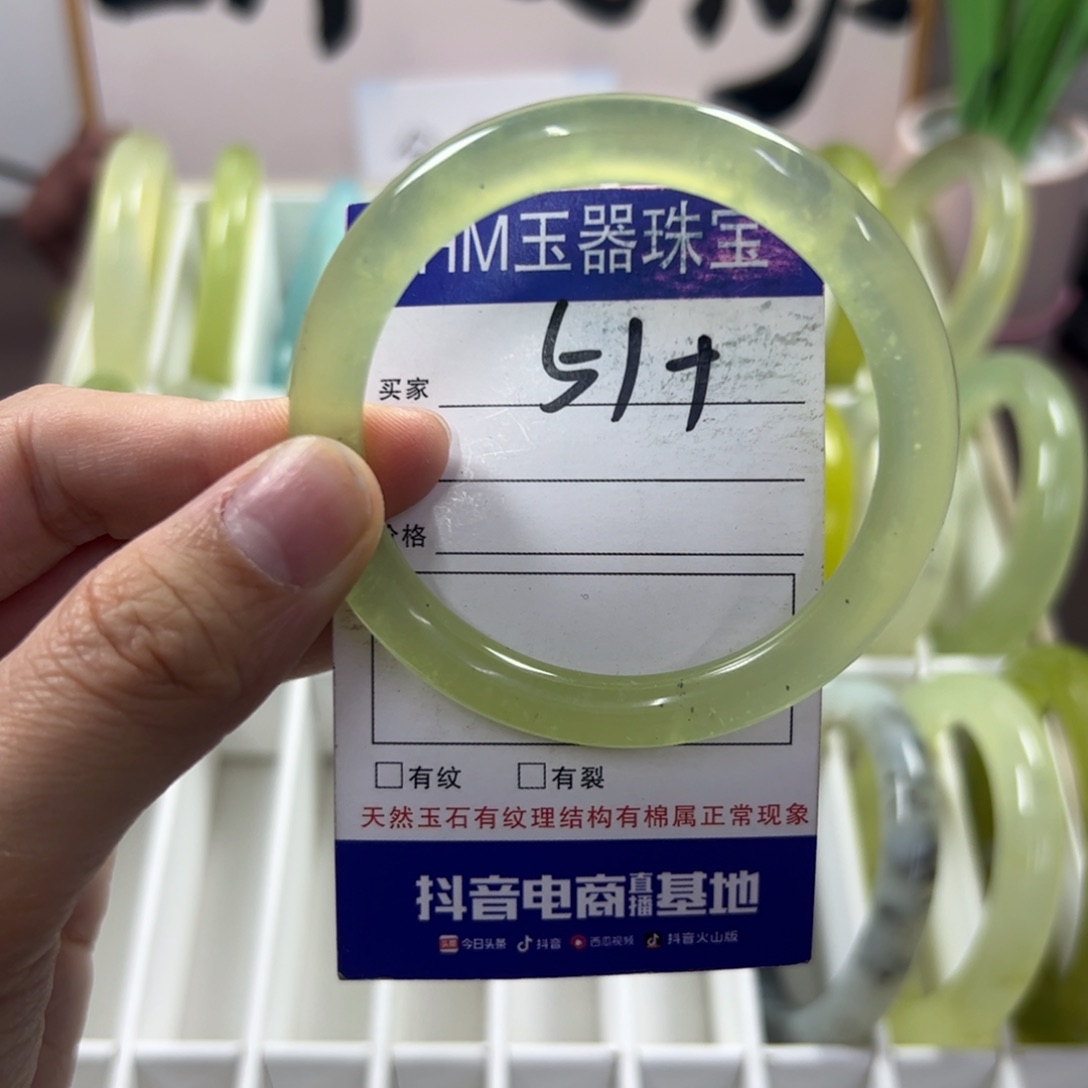 HM玉器珠宝
51+
买家
价格
有纹 有裂
天然玉石有纹理结构有棉属正常现象
抖音电商直播基地
今日头条 抖音 西瓜视频 抖音火山版